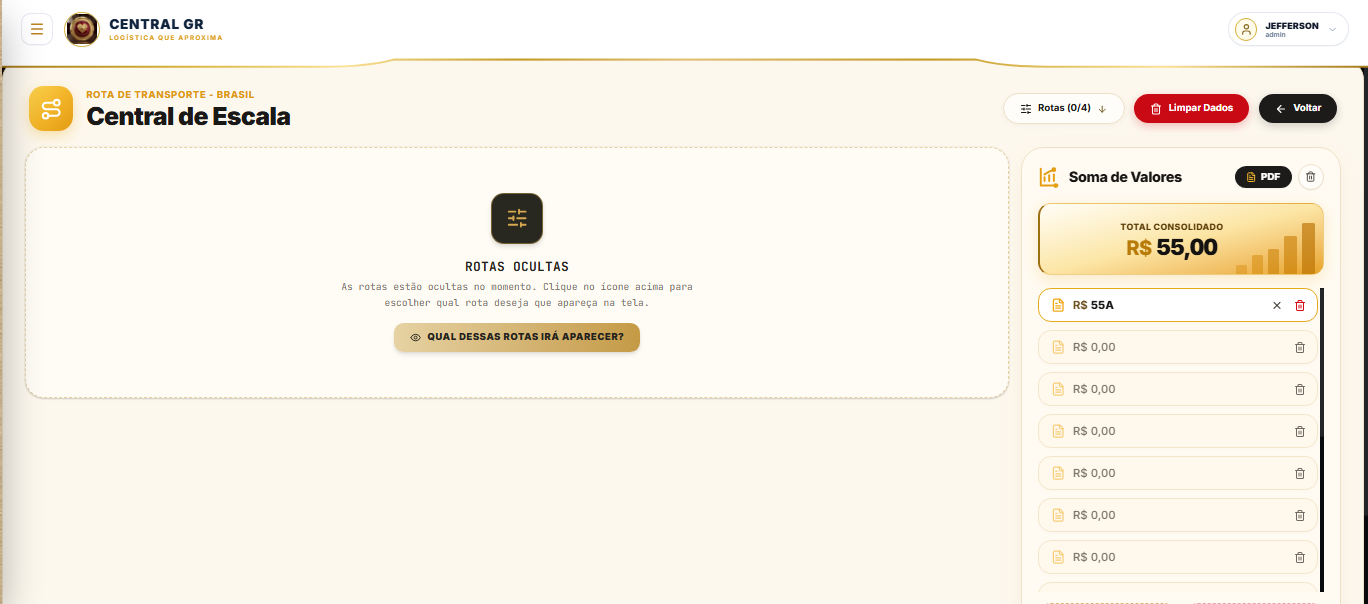 CENTRAL GR
LOGÍSTICA QUE APROXIMA
JEFFERSON
admin
ROTA DE TRANSPORTE - BRASIL
Central de Escala
Rotas (0/4)
Limpar Dados
Voltar
ROTAS OCULTAS
As rotas estão ocultas no momento. Clique no ícone acima para
escolher qual rota deseja que apareça na tela.
QUAL DESSAS ROTAS IRÁ APARECER?
Soma de Valores
PDF
TOTAL CONSOLIDADO
R$ 55,00
R$ 55A
R$ 0,00
R$ 0,00
R$ 0,00
R$ 0,00
R$ 0,00
R$ 0,00